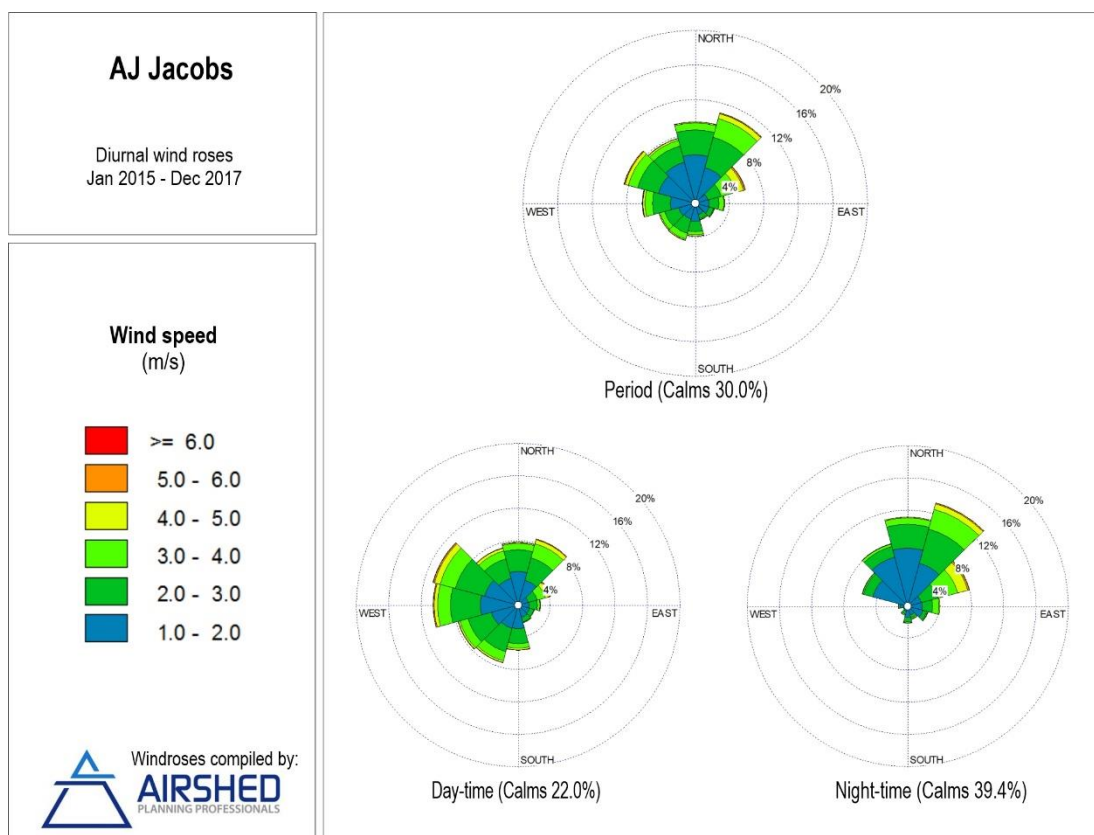 AJ Jacobs
Diurnal wind roses
Jan 2015 - Dec 2017
Wind speed
(m/s)
>= 6.0
5.0 - 6.0
4.0 - 5.0
3.0 - 4.0
2.0 - 3.0
1.0 - 2.0
Windroses compiled by:
AIRSHED
PLANNING PROFESSIONALS
NORTH
20%
16%
12%
8%
4%
WEST
EAST
SOUTH
Period (Calms 30.0%)
NORTH
20%
16%
12%
8%
4%
WEST
EAST
SOUTH
Day-time (Calms 22.0%)
NORTH
20%
16%
12%
8%
4%
WEST
EAST
SOUTH
Night-time (Calms 39.4%)